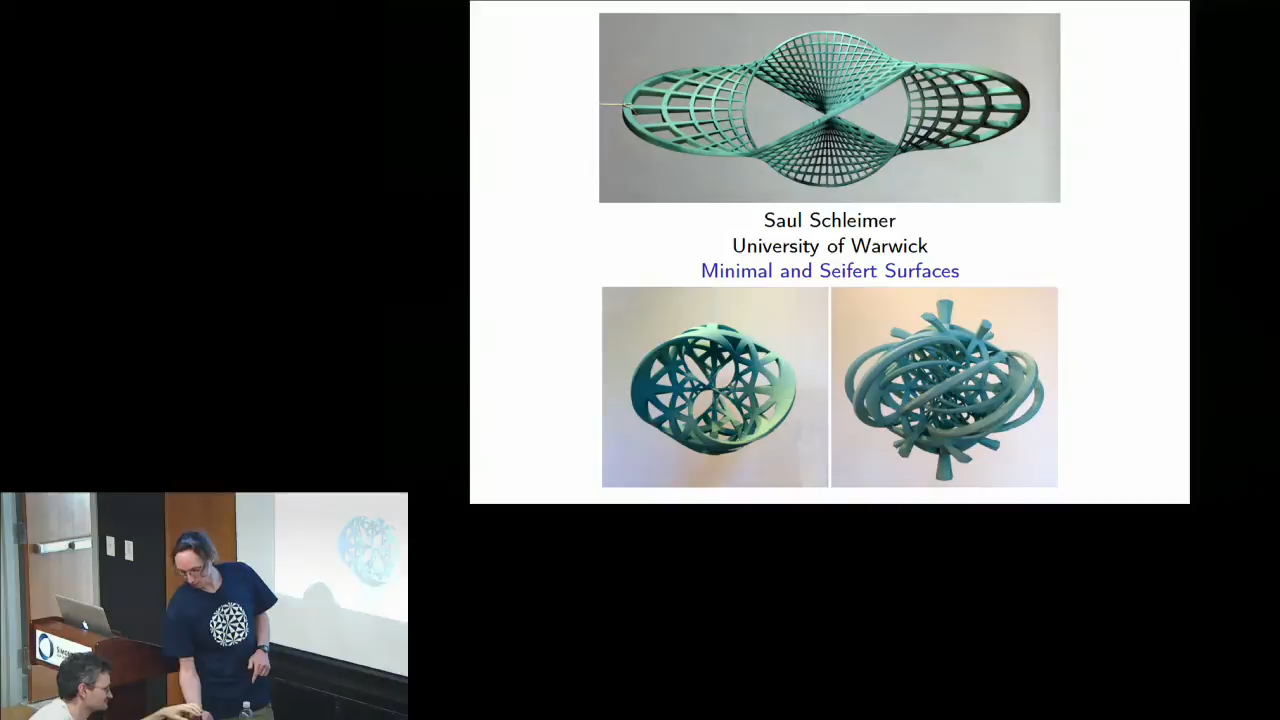 Saul Schleimer
University of Warwick
Minimal and Seifert Surfaces